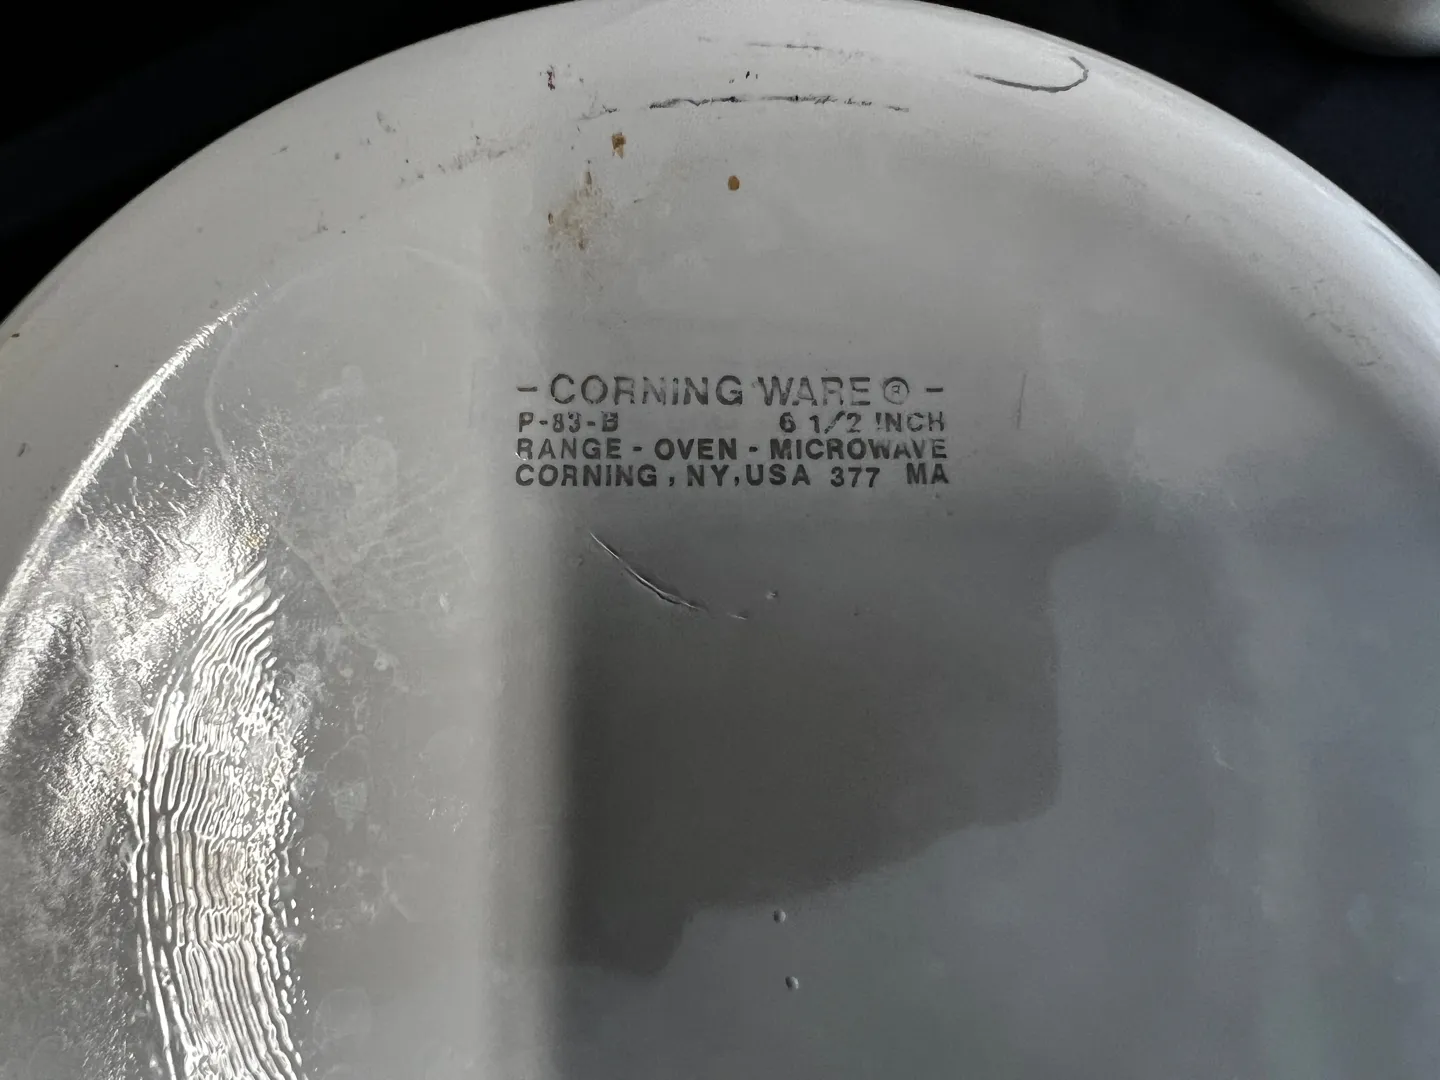 - CORNING WARE ® -
P-83-B 6 1/2 INCH
RANGE - OVEN - MICROWAVE
CORNING, NY, USA 377 MA